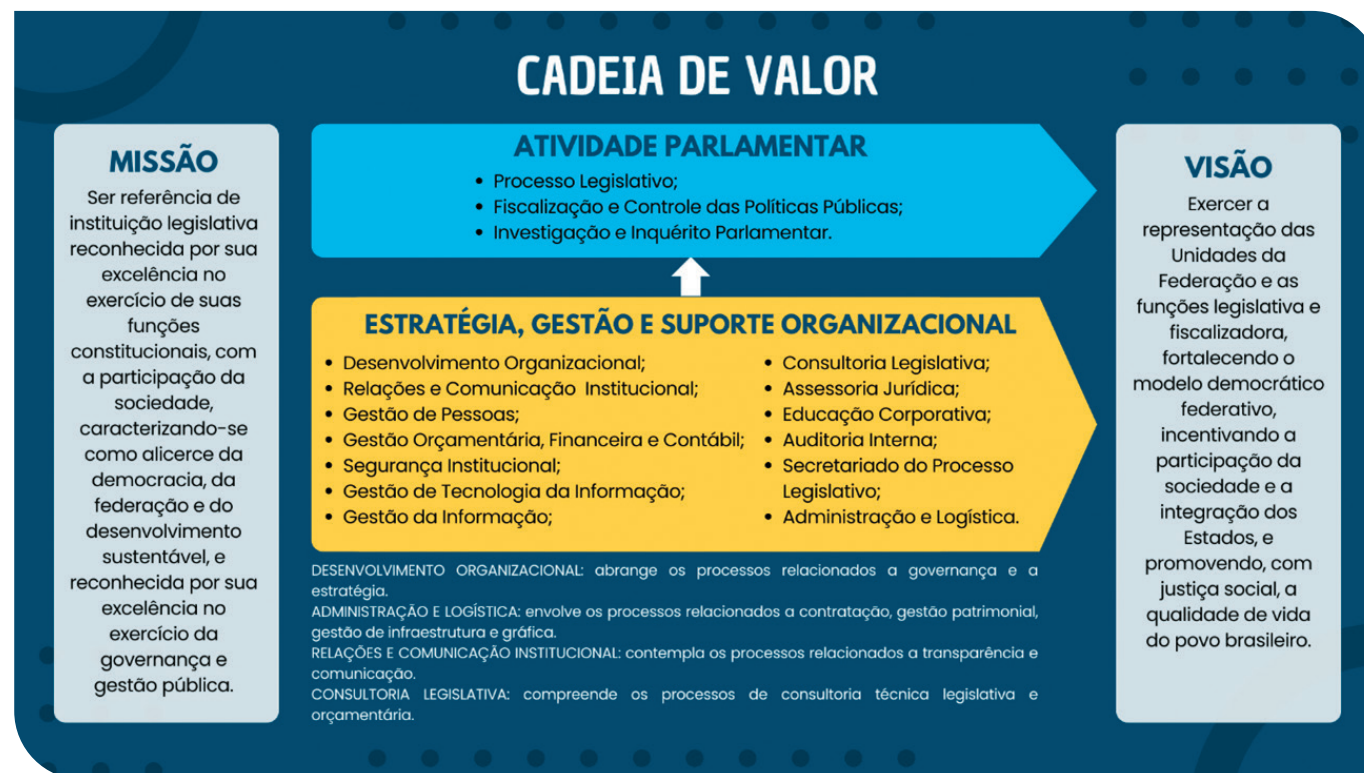 CADEIA DE VALOR
MISSÃO
Ser referência de
instituição legislativa
reconhecida por sua
excelência no
exercício de suas
funções
constitucionais, com
a participação da
sociedade,
caracterizando-se
como alicerce da
democracia, da
federação e do
desenvolvimento
sustentável, e
reconhecida por sua
excelência no
exercício da
governança e
gestão pública.
ATIVIDADE PARLAMENTAR
• Processo Legislativo;
• Fiscalização e Controle das Políticas Públicas;
• Investigação e Inquérito Parlamentar.
ESTRATÉGIA, GESTÃO E SUPORTE ORGANIZACIONAL
• Desenvolvimento Organizacional;
• Relações e Comunicação Institucional;
• Gestão de Pessoas;
• Gestão Orçamentária, Financeira e Contábil;
• Segurança Institucional;
• Gestão de Tecnologia da Informação;
• Gestão da Informação;
• Consultoria Legislativa;
• Assessoria Jurídica;
• Educação Corporativa;
• Auditoria Interna;
• Secretariado do Processo
Legislativo;
• Administração e Logística.
DESENVOLVIMENTO ORGANIZACIONAL: abrange os processos relacionados a governança e a
estratégia.
ADMINISTRAÇÃO E LOGÍSTICA: envolve os processos relacionados a contratação, gestão patrimonial,
gestão de infraestrutura e gráfica.
RELAÇÕES E COMUNICAÇÃO INSTITUCIONAL: contempla os processos relacionados a transparência e
comunicação.
CONSULTORIA LEGISLATIVA: compreende os processos de consultoria técnica legislativa e
orçamentária.
VISÃO
Exercer a
representação das
Unidades da
Federação e as
funções legislativa e
fiscalizadora,
fortalecendo o
modelo democrático
federativo,
incentivando a
participação da
sociedade e a
integração dos
Estados, e
promovendo, com
justiça social, a
qualidade de vida
do povo brasileiro.